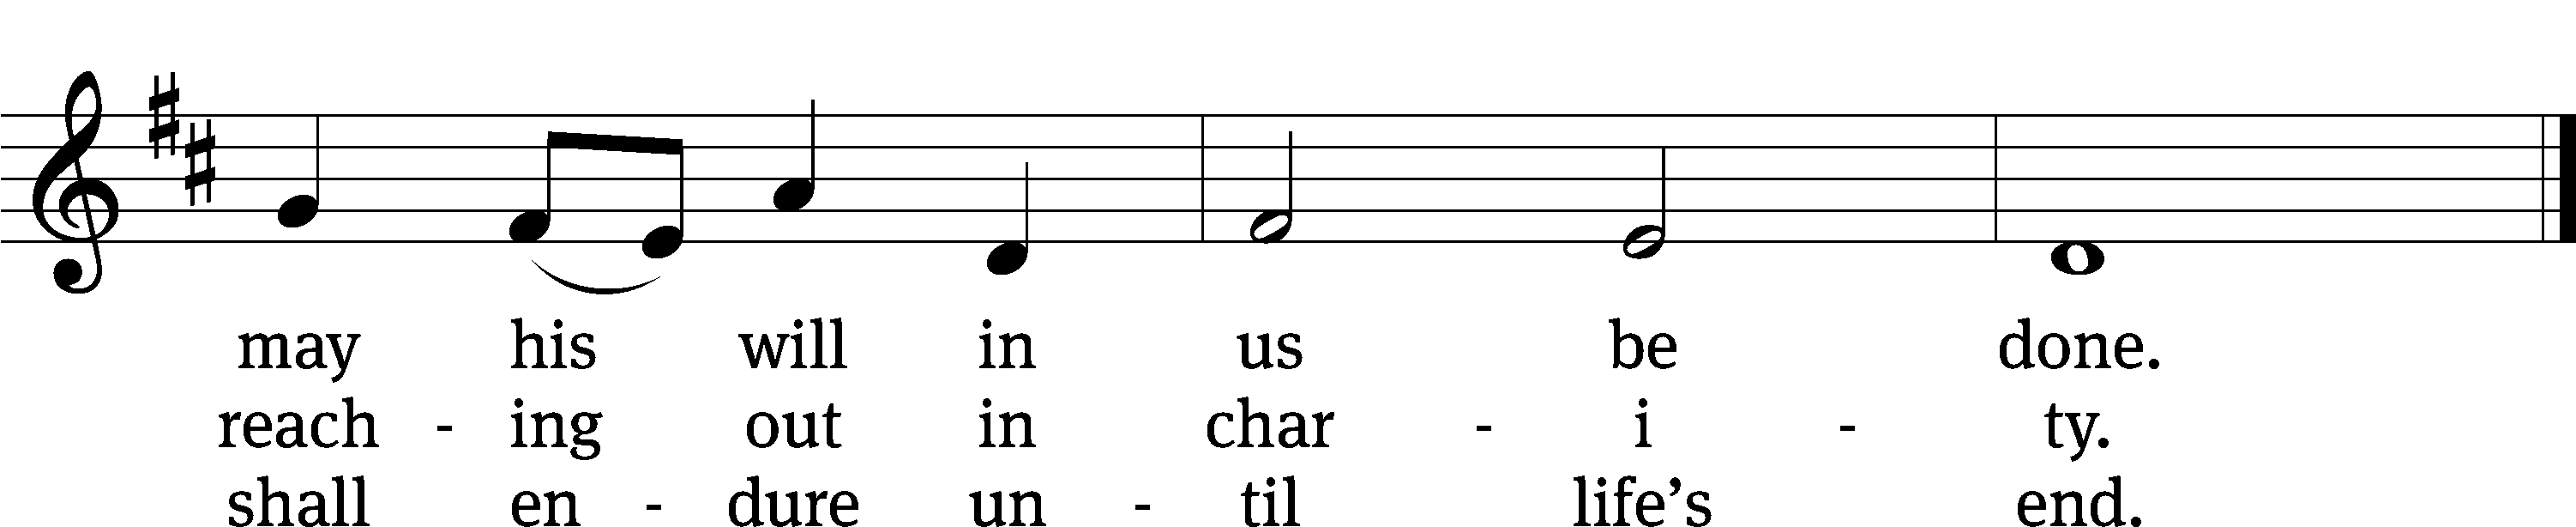 may his will in us be done.
reach - ing out in char - i - ty.
shall en - dure un - til life’s end.